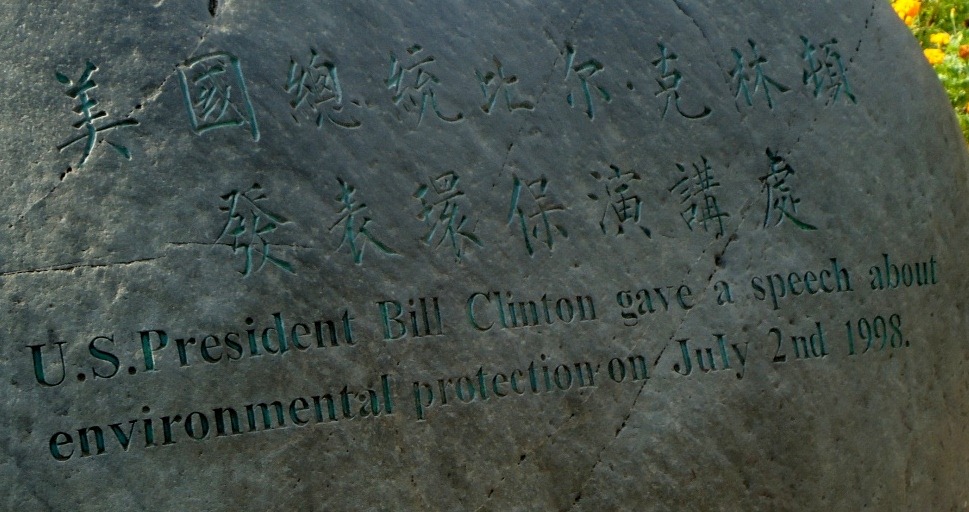 美國總統比尔·克林頓
發表環保演講處
U.S.President Bill Clinton gave a speech about
environmental protection on July 2nd 1998.